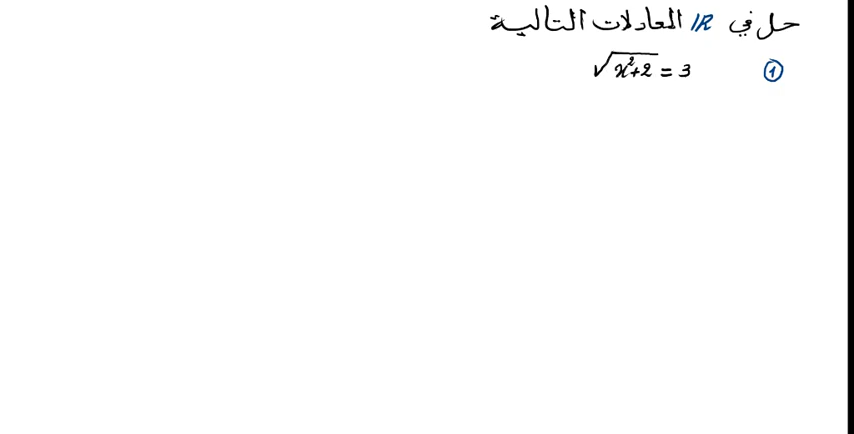 حل في IR المعادلات التالية
① √x²+2 = 3